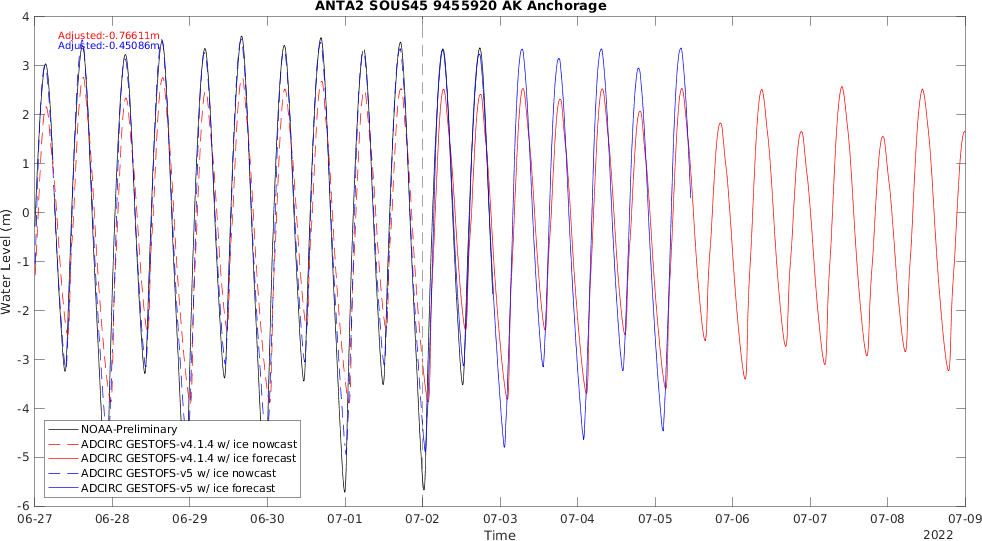 ANTA2 SOUS45 9455920 AK Anchorage
Adjusted:-0.76611m
Adjusted:-0.45086m
4
3
2
1
0
-1
-2
-3
-4
-5
-6
Water Level (m)
NOAA-Preliminary
ADCIRC GESTOFS-v4.1.4 w/ ice nowcast
ADCIRC GESTOFS-v4.1.4 w/ ice forecast
ADCIRC GESTOFS-v5 w/ ice nowcast
ADCIRC GESTOFS-v5 w/ ice forecast
06-27 06-28 06-29 06-30 07-01 07-02 07-03 07-04 07-05 07-06 07-07 07-08 07-09
Time
2022